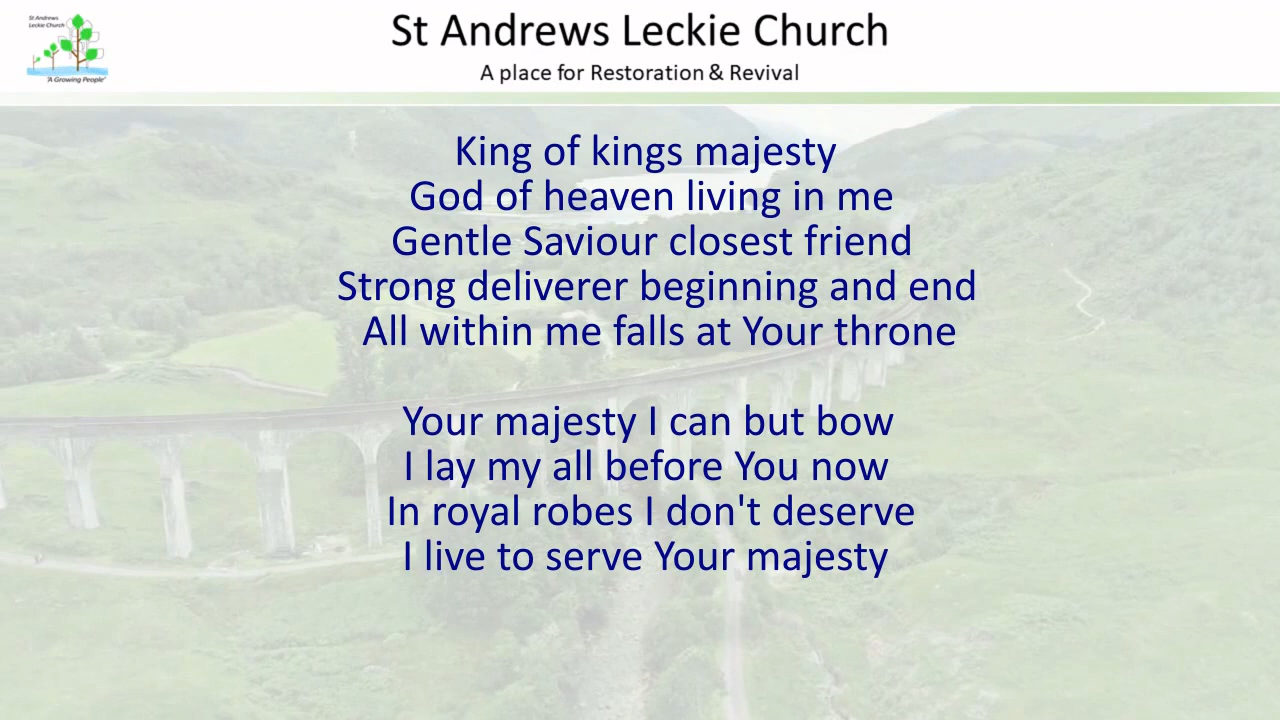 St Andrews
Leckie Church
"A Growing People"
St Andrews Leckie Church
A place for Restoration & Revival
King of kings majesty
God of heaven living in me
Gentle Saviour closest friend
Strong deliverer beginning and end
All within me falls at Your throne
Your majesty I can but bow
I lay my all before You now
In royal robes I don't deserve
I live to serve Your majesty